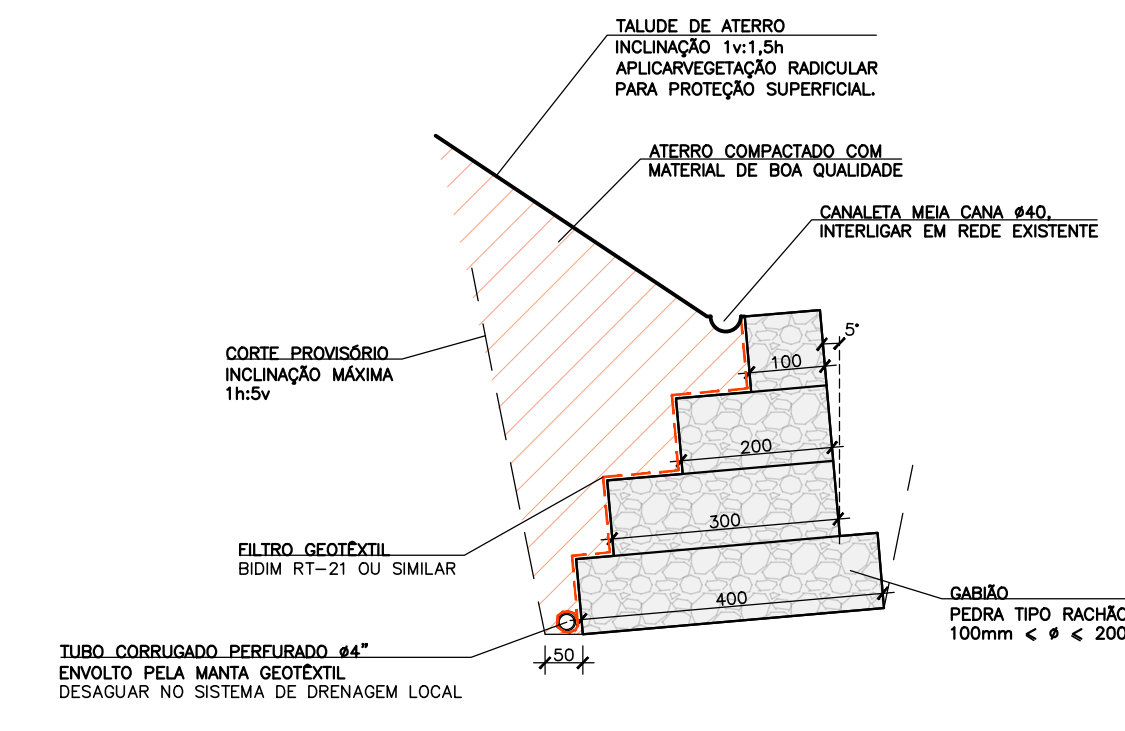 TALUDE DE ATERRO
INCLINAÇÃO 1v:1,5h
APLICARVEGETAÇÃO RADICULAR
PARA PROTEÇÃO SUPERFICIAL.
ATERRO COMPACTADO COM
MATERIAL DE BOA QUALIDADE
CANALETA MEIA CANA ø40,
INTERLIGAR EM REDE EXISTENTE
5°
100
CORTE PROVISÓRIO
INCLINAÇÃO MÁXIMA
1h:5v
200
300
FILTRO GEOTÊXTIL
BIDIM RT-21 OU SIMILAR
400
GABIÃO
PEDRA TIPO RACHÃO
100mm < ø < 200
TUBO CORRUGADO PERFURADO ø4"
ENVOLTO PELA MANTA GEOTÊXTIL
DESAGUAR NO SISTEMA DE DRENAGEM LOCAL
50